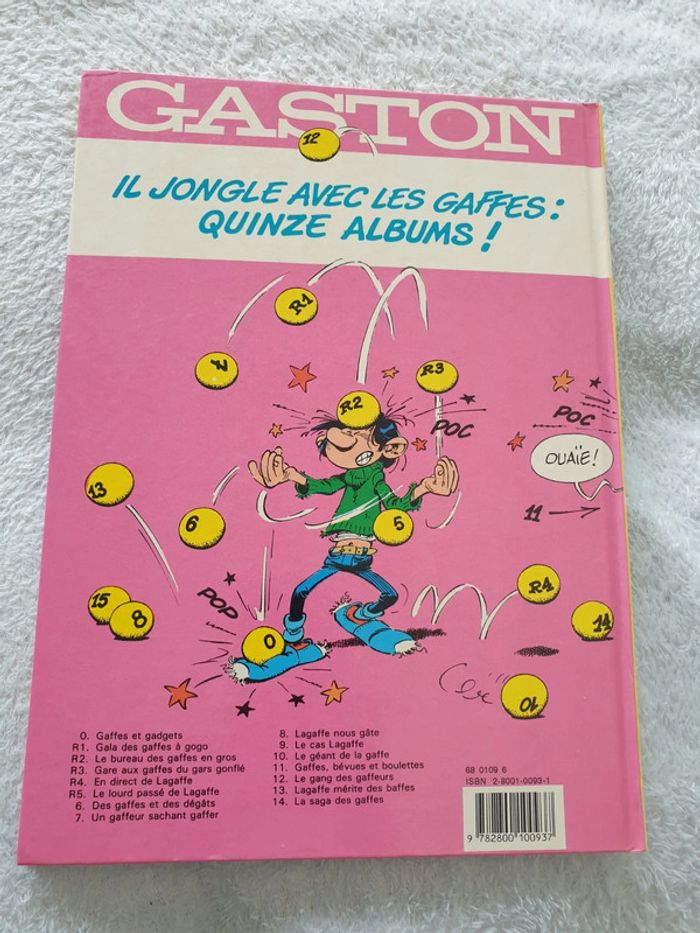 GASTON
12
IL JONGLE AVEC LES GAFFES:
QUINZE ALBUMS!
R1
R3
R2
POC
POC
OUAÏE!
13
6
5
11
R4
15
8
POP
14
0
10
0. Gaffes et gadgets
R1. Gala des gaffes à gogo
R2. Le bureau des gaffes en gros
R3. Gare aux gaffes du gars gonflé
R4. En direct de Lagaffe
R5. Le lourd passé de Lagaffe
6. Des gaffes et des dégâts
7. Un gaffeur sachant gaffer
8. Lagaffe nous gâte
9. Le cas Lagaffe
10. Le géant de la gaffe
11. Gaffes, bévues et boulettes
12. Le gang des gaffeurs
13. Lagaffe mérite des baffes
14. La saga des gaffes
68 0109 6
ISBN 2-8001-0093-1
9 782800 100937